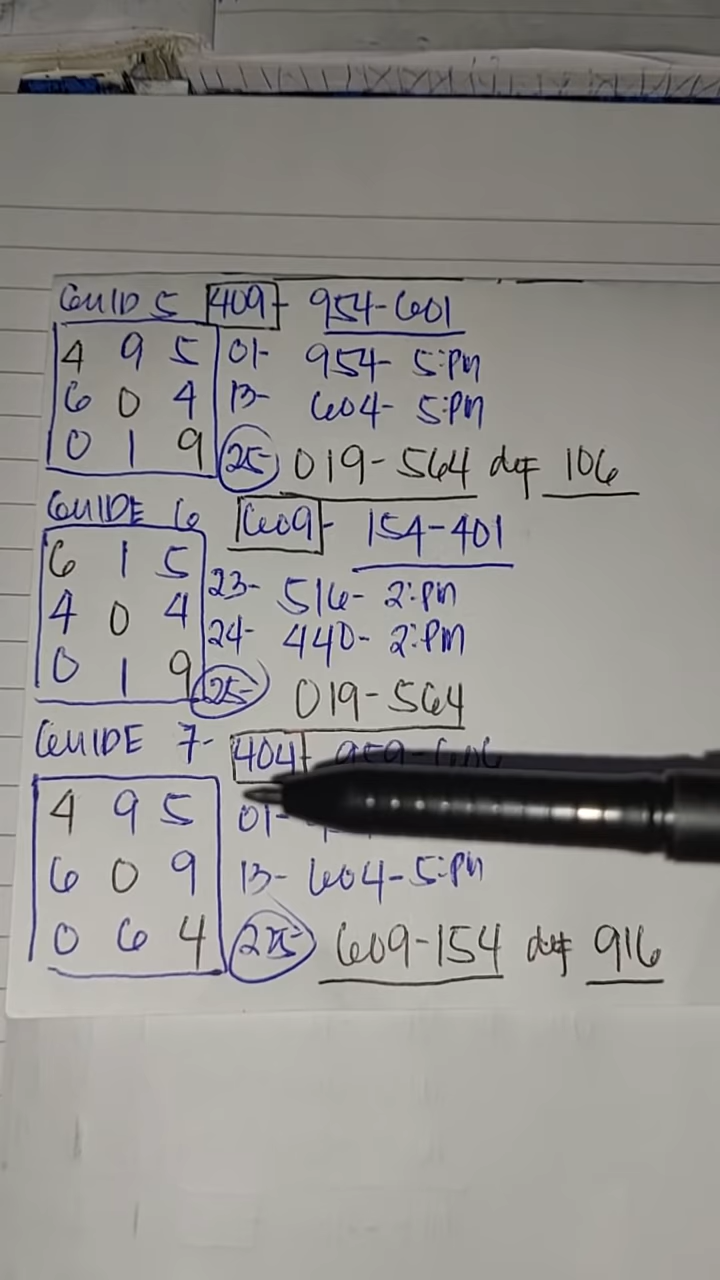 GUID 5 409- 954-601
4 9 5 01- 954- 5:PM
6 0 4 13- 604- 5:PM
0 1 9 25- 019-564 def 106
GUIDE 6 609- 154-401
6 1 5 23- 516- 2:PM
4 0 4 24- 440- 2:PM
0 1 9 25- 019-564
GUIDE 7- 404-
4 9 5 01-
6 0 9 13- 604-5:PM
0 6 4 25- 609-154 def 916